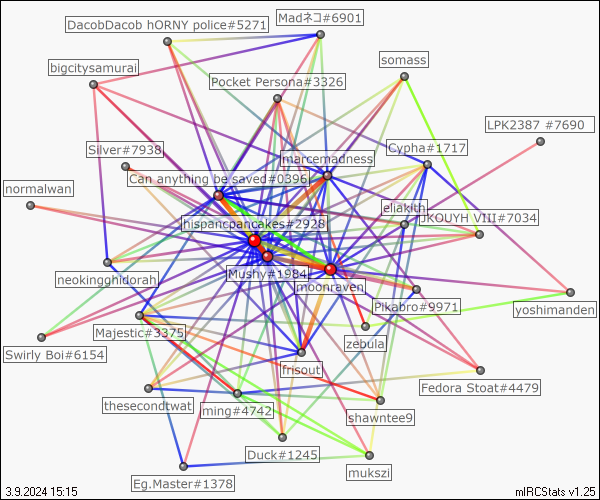 Madネコ#6901
DacobDacob hORNY police#5271
somass
bigcitysamurai
Pocket Persona#3326
LPK2387 #7690
Silver#7938
Cypha#1717
marcemadness
Can anything be saved#0396
normalwan
eliakith
JKOUYH VIII#7034
hispancpancakes#2928
neokingghidorah
Mushy#1984
moonraven
Pikabro#9971
yoshimanden
Majestic#3375
zebula
Swirly Boi#6154
frisout
Fedora Stoat#4479
thesecondtwat
ming#4742
shawntee9
Duck#1245
mukszi
Eg.Master#1378
3.9.2024 15:15
mIRCStats v1.25